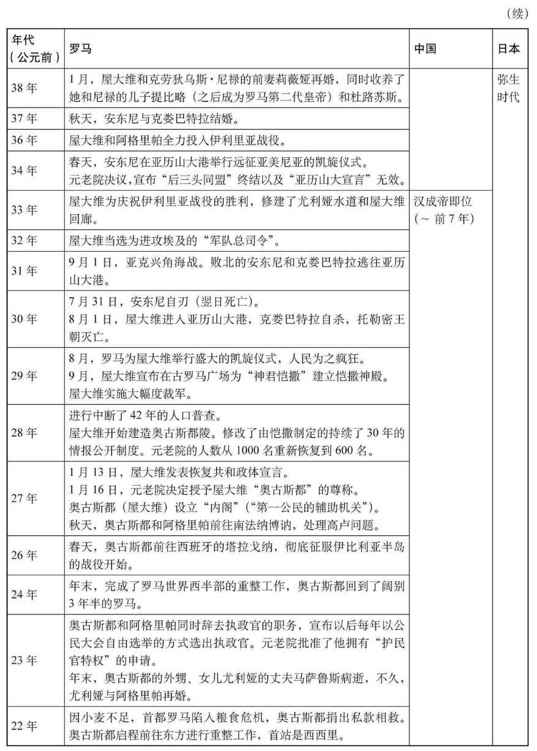 （续）
年代
（公元前）
罗马
中国
日本
38 年
1 月，屋大维和克劳狄乌斯·尼禄的前妻莉薇娅再婚，同时收养了
她和尼禄的儿子提比略（之后成为罗马第二代皇帝）和杜路苏斯。
弥生
时代
37 年
秋天，安东尼与克娄巴特拉结婚。
36 年
屋大维和阿格里帕全力投入伊利里亚战役。
34 年
春天，安东尼在亚历山大港举行远征亚美尼亚的凯旋仪式。
元老院决议，宣布“后三头同盟”终结以及“亚历山大宣言”无效。
33 年
屋大维为庆祝伊利里亚战役的胜利，修建了尤利亚水道和屋大维
回廊。
汉成帝即位
（～ 前 7 年）
32 年
屋大维当选为进攻埃及的“军队总司令”。
31 年
9 月 1 日，亚克兴角海战。败北的安东尼和克娄巴特拉逃往亚历
山大港。
30 年
7 月 31 日，安东尼自刃（翌日死亡）。
8 月 1 日，屋大维进入亚历山大港，克娄巴特拉自杀，托勒密王
朝灭亡。
29 年
8 月，罗马为屋大维举行盛大的凯旋仪式，人民为之疯狂。
9 月，屋大维宣布在古罗马广场为“神君恺撒”建立恺撒神殿。
屋大维实施大幅度裁军。
28 年
进行中断了 42 年的人口普查。
屋大维开始建造奥古斯都陵。修改了由恺撒制定的持续了 30 年的
情报公开制度。元老院的人数从 1000 名重新恢复到 600 名。
27 年
1 月 13 日，屋大维发表恢复共和政体宣言。
1 月 16 日，元老院决定授予屋大维“奥古斯都”的尊称。
奥古斯都（屋大维）设立“内阁”（“第一公民的辅助机关”）。
秋天，奥古斯都和阿格里帕前往南法纳博讷，处理高卢问题。
26 年
春天，奥古斯都前往西班牙的塔拉戈纳，彻底征服伊比利亚半岛
的战役开始。
24 年
年末，完成了罗马世界西半部的重整工作，奥古斯都回到了阔别
3 年半的罗马。
23 年
奥古斯都和阿格里帕同时辞去执政官的职务，宣布以后每年以公
民大会自由选举的方式选出执政官。元老院批准了他拥有“护民
官特权”的申请。
年末，奥古斯都的外甥、女儿尤利娅的丈夫马萨鲁斯病逝，不久，
尤利娅与阿格里帕再婚。
22 年
因小麦不足，首都罗马陷入粮食危机，奥古斯都捐出私款相救。
奥古斯都启程前往东方进行重整工作，首站是西西里。